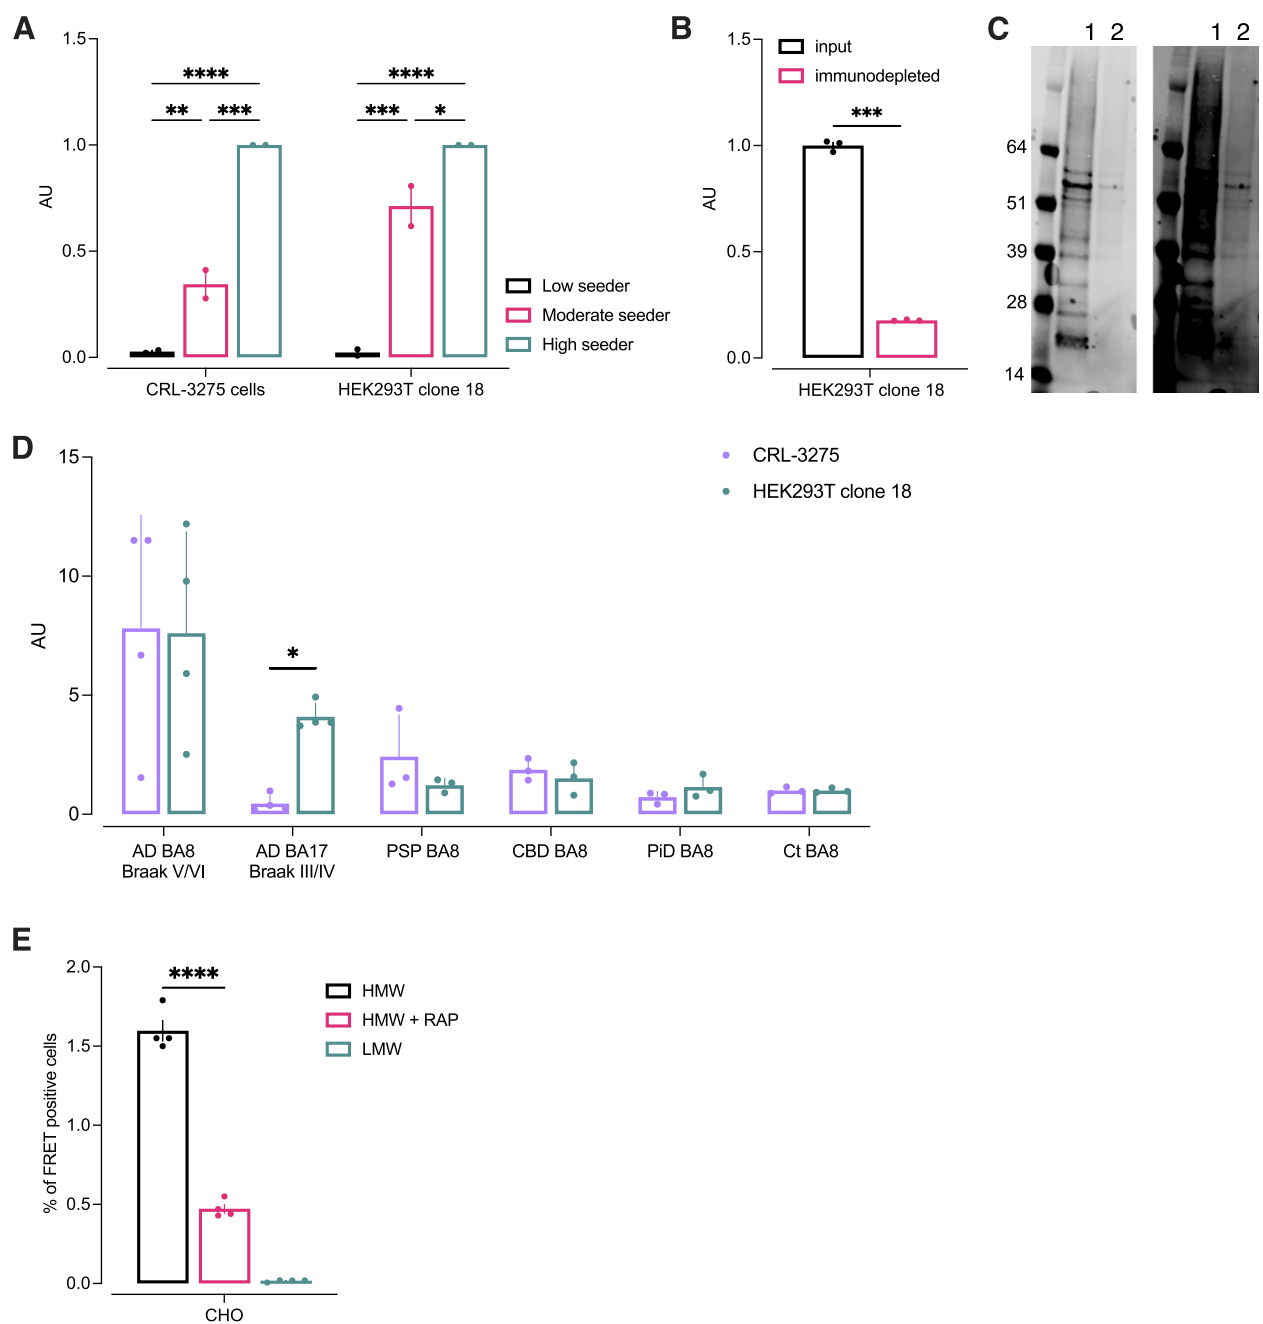 A
1.5
1.0
0.5
0.0
AU
**** ****
** *** *** *
Low seeder
Moderate seeder
High seeder
CRL-3275 cells
HEK293T clone 18
B
1.5
1.0
0.5
0.0
AU
input
immunodepleted
***
HEK293T clone 18
C
1 2 1 2
64
51
39
28
14
D
15
10
5
0
AU
CRL-3275
HEK293T clone 18
*
AD BA8
Braak V/VI
AD BA17
Braak III/IV
PSP BA8
CBD BA8
PiD BA8
Ct BA8
E
2.0
1.5
1.0
0.5
0.0
% of FRET positive cells
****
HMW
HMW + RAP
LMW
CHO